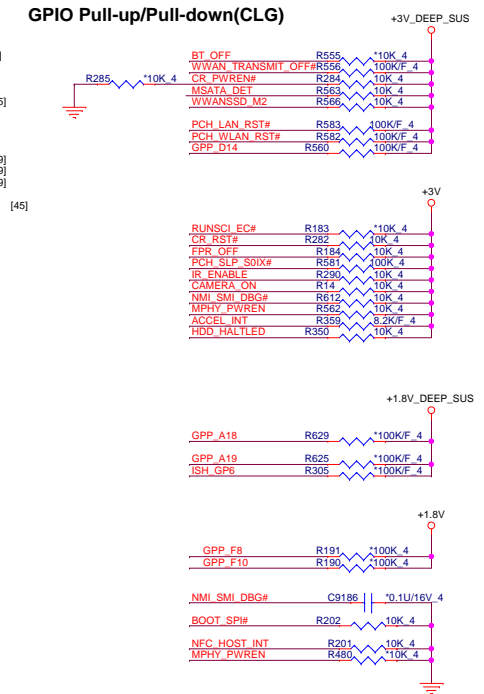 GPIO Pull-up/Pull-down(CLG)
+3V_DEEP_SUS
BT_OFF R555 *10K_4
WWAN_TRANSMIT_OFF# R556 100K/F_4
R285 *10K_4 CR_PWREN# R284 10K_4
MSATA_DET R563 10K_4
WWANSSD_M2 R566 10K_4
PCH_LAN_RST# R583 100K/F_4
PCH_WLAN_RST# R582 100K/F_4
GPP_D14 R560 100K/F_4
9]
9]
9]
[45]
+3V
RUNSCI_EC# R183 *10K_4
CR_RST# R282 10K_4
FPR_OFF R184 10K_4
PCH_SLP_S0IX# R581 100K_4
IR_ENABLE R290 10K_4
CAMERA_ON R14 10K_4
NMI_SMI_DBG# R612 10K_4
MPHY_PWREN R562 10K_4
ACCEL_INT R359 8.2K/F_4
HDD_HALTLED R350 10K_4
+1.8V_DEEP_SUS
GPP_A18 R629 *100K/F_4
GPP_A19 R625 *100K/F_4
ISH_GP6 R305 *100K/F_4
+1.8V
GPP_F8 R191 *100K_4
GPP_F10 R190 *100K_4
NMI_SMI_DBG# C9186 *0.1U/16V_4
BOOT_SPI# R202 10K_4
NFC_HOST_INT R201 10K_4
MPHY_PWREN R480 *10K_4